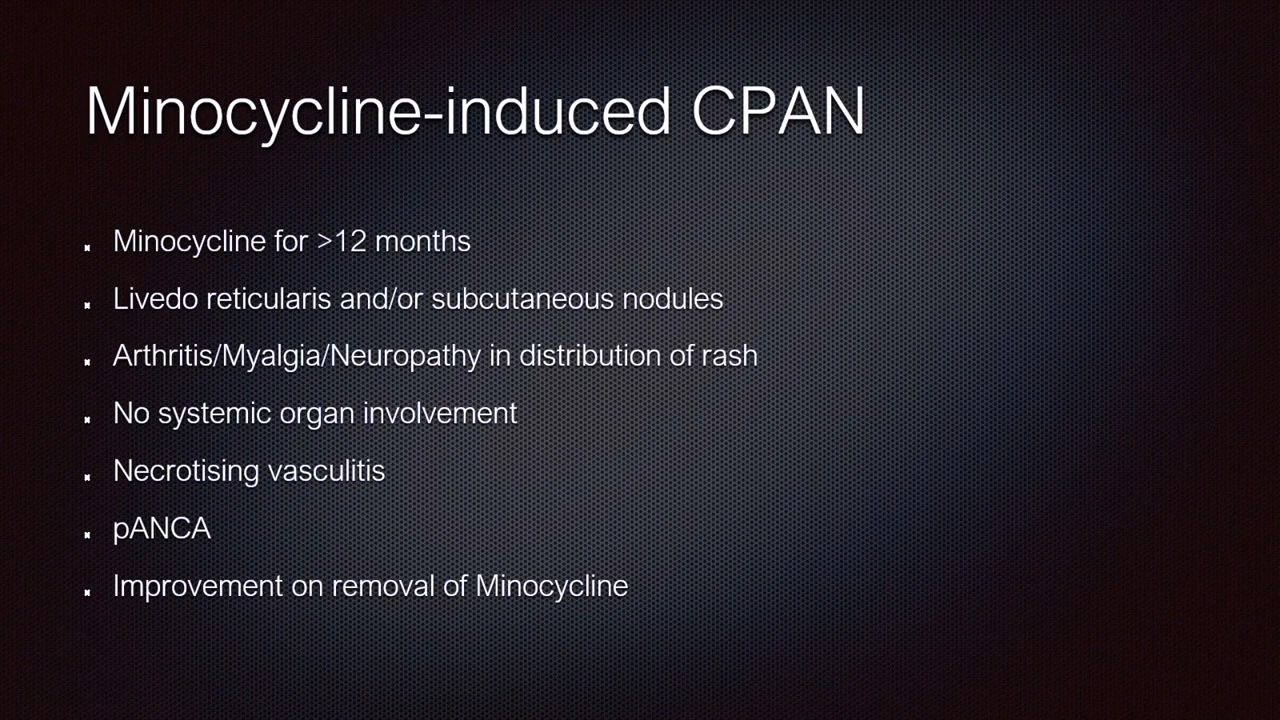 Minocycline-induced CPAN
Minocycline for >12 months
Livedo reticularis and/or subcutaneous nodules
Arthritis/Myalgia/Neuropathy in distribution of rash
No systemic organ involvement
Necrotising vasculitis
pANCA
Improvement on removal of Minocycline